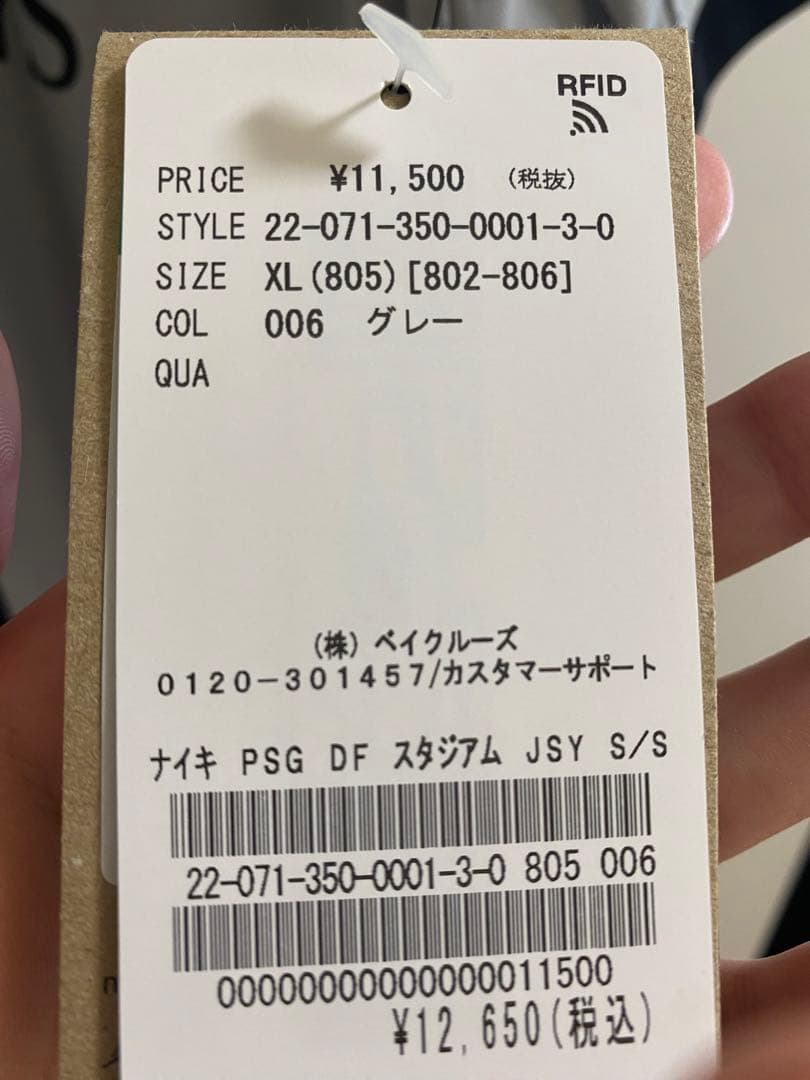 RFID
PRICE ¥11,500 (税抜)
STYLE 22-071-350-0001-3-0
SIZE XL(805)[802-806]
COL 006 グレー
QUA
(株) ベイクルーズ
0120-301457/カスタマーサポート
ナイキ PSG DF スタジアム JSY S/S
22-071-350-0001-3-0 805 006
00000000000000011500
¥12,650(税込)